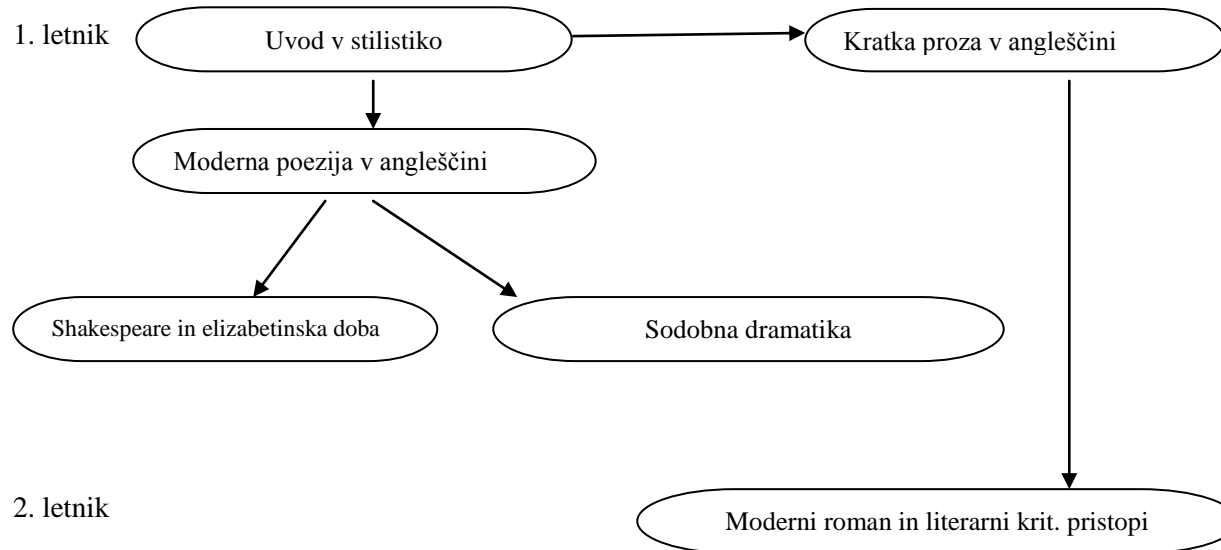 1. letnik
Uvod v stilistiko
Kratka proza v angleščini
Moderna poezija v angleščini
Shakespeare in elizabetinska doba
Sodobna dramatika
2. letnik
Moderni roman in literarni krit. pristopi